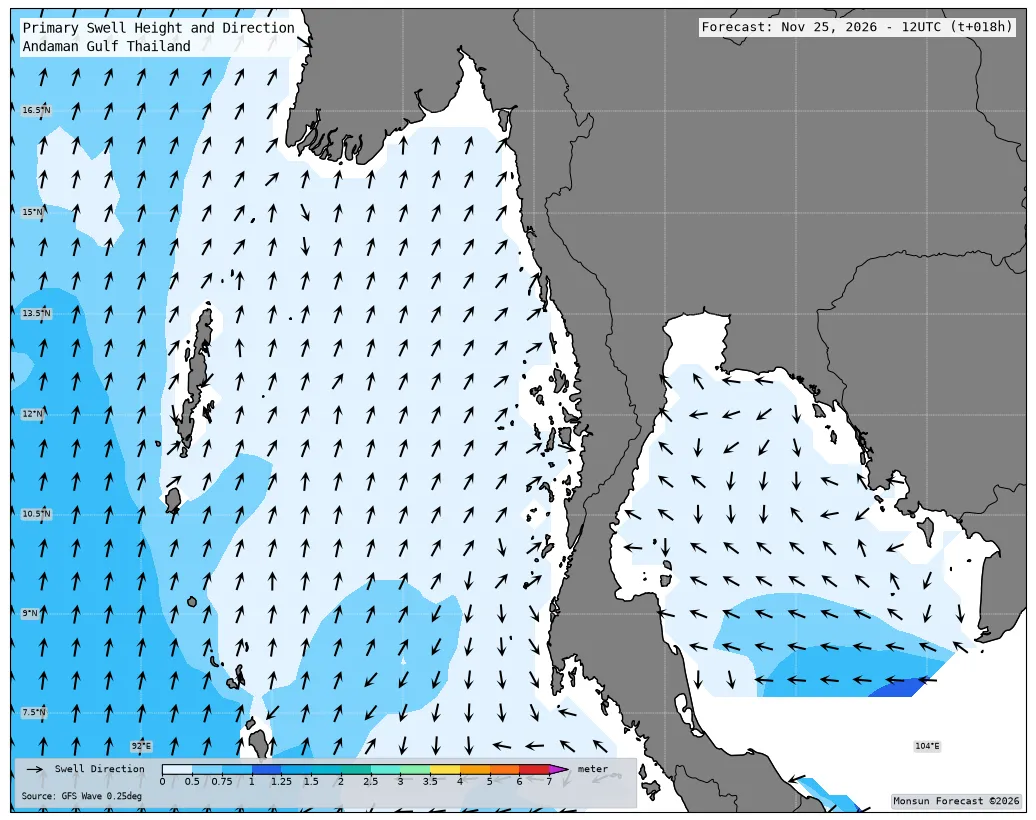 Primary Swell Height and Direction
Andaman Gulf Thailand
Forecast: Nov 25, 2026 - 12UTC (t+018h)
16.5°N
15°N
13.5°N
12°N
10.5°N
9°N
7.5°N
92°E
104°E
Swell Direction
0 0.5 0.75 1 1.25 1.5 2 2.5 3 3.5 4 5 6 7 meter
Source: GFS Wave 0.25deg
Monsun Forecast ©2026